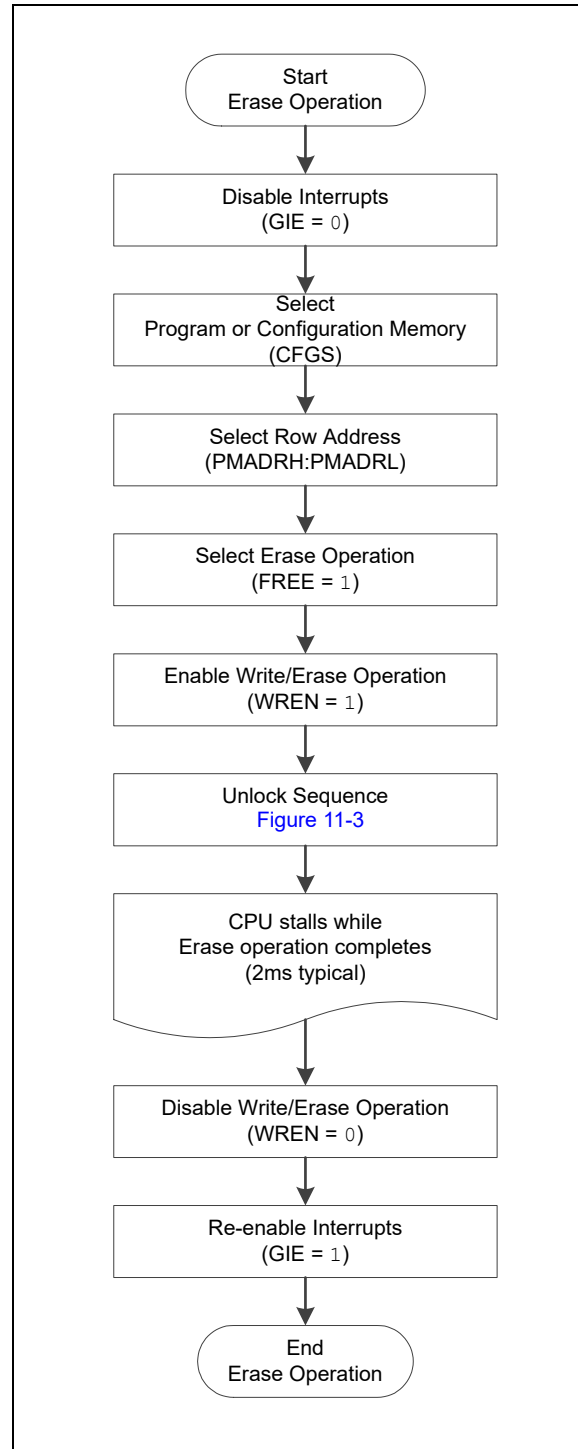 Start
Erase Operation
Disable Interrupts
(GIE = 0)
Select
Program or Configuration Memory
(CFGS)
Select Row Address
(PMADRH:PMADRL)
Select Erase Operation
(FREE = 1)
Enable Write/Erase Operation
(WREN = 1)
Unlock Sequence
Figure 11-3
CPU stalls while
Erase operation completes
(2ms typical)
Disable Write/Erase Operation
(WREN = 0)
Re-enable Interrupts
(GIE = 1)
End
Erase Operation